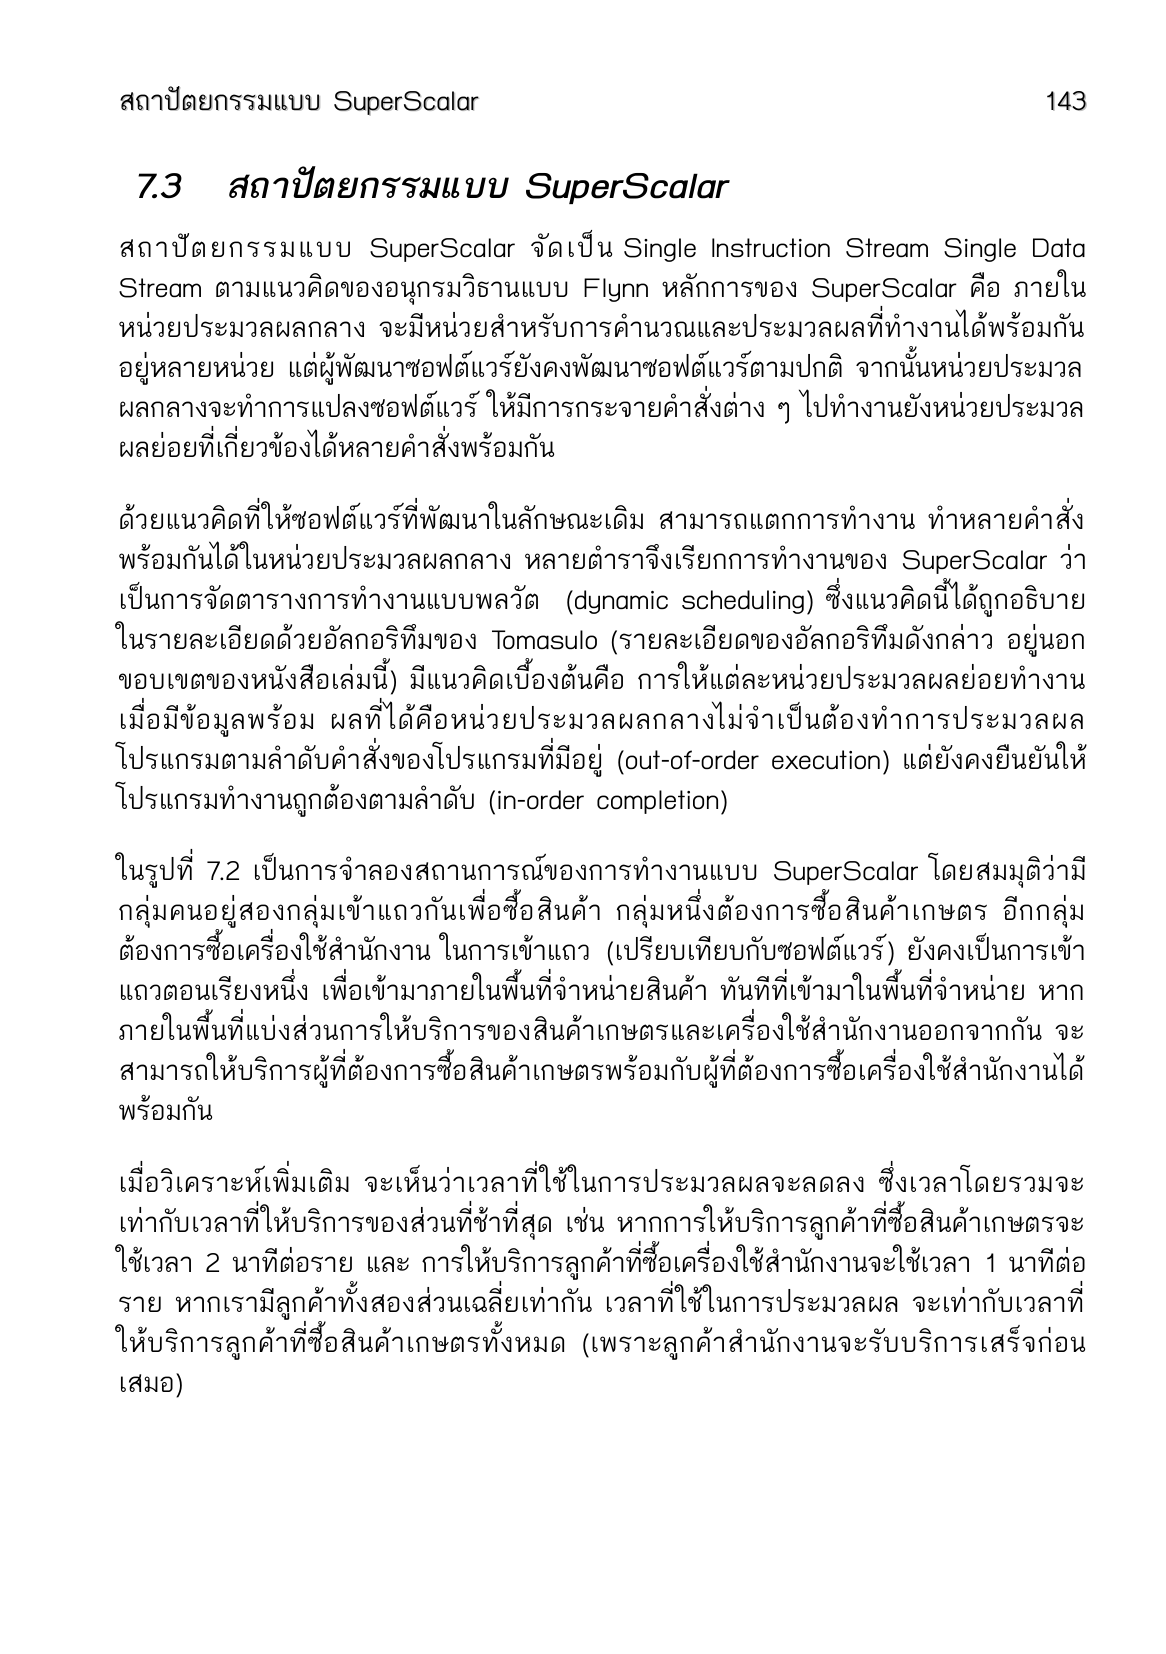 สถาปัตยกรรมแบบ SuperScalar 143
7.3 สถาปัตยกรรมแบบ SuperScalar
สถาปัตยกรรมแบบ SuperScalar จัดเป็น Single Instruction Stream Single Data
Stream ตามแนวคิดของอนุกรมวิธานแบบ Flynn หลักการของ SuperScalar คือ ภายใน
หน่วยประมวลผลกลาง จะมีหน่วยสำหรับการคำนวณและประมวลผลที่ทำงานได้พร้อมกัน
อยู่หลายหน่วย แต่ผู้พัฒนาซอฟต์แวร์ยังคงพัฒนาซอฟต์แวร์ตามปกติ จากนั้นหน่วยประมวล
ผลกลางจะทำการแปลงซอฟต์แวร์ ให้มีการกระจายคำสั่งต่าง ๆ ไปทำงานยังหน่วยประมวล
ผลย่อยที่เกี่ยวข้องได้หลายคำสั่งพร้อมกัน
ด้วยแนวคิดที่ให้ซอฟต์แวร์ที่พัฒนาในลักษณะเดิม สามารถแตกการทำงาน ทำหลายคำสั่ง
พร้อมกันได้ในหน่วยประมวลผลกลาง หลายตำราจึงเรียกการทำงานของ SuperScalar ว่า
เป็นการจัดตารางการทำงานแบบพลวัต (dynamic scheduling) ซึ่งแนวคิดนี้ได้ถูกอธิบาย
ในรายละเอียดด้วยอัลกอริทึมของ Tomasulo (รายละเอียดของอัลกอริทึมดังกล่าว อยู่นอก
ขอบเขตของหนังสือเล่มนี้) มีแนวคิดเบื้องต้นคือ การให้แต่ละหน่วยประมวลผลย่อยทำงาน
เมื่อมีข้อมูลพร้อม ผลที่ได้คือหน่วยประมวลผลกลางไม่จำเป็นต้องทำการประมวลผล
โปรแกรมตามลำดับคำสั่งของโปรแกรมที่มีอยู่ (out-of-order execution) แต่ยังคงยืนยันให้
โปรแกรมทำงานถูกต้องตามลำดับ (in-order completion)
ในรูปที่ 7.2 เป็นการจำลองสถานการณ์ของการทำงานแบบ SuperScalar โดยสมมุติว่ามี
กลุ่มคนอยู่สองกลุ่มเข้าแถวกันเพื่อซื้อสินค้า กลุ่มหนึ่งต้องการซื้อสินค้าเกษตร อีกกลุ่ม
ต้องการซื้อเครื่องใช้สำนักงาน ในการเข้าแถว (เปรียบเทียบกับซอฟต์แวร์) ยังคงเป็นการเข้า
แถวตอนเรียงหนึ่ง เพื่อเข้ามาภายในพื้นที่จำหน่ายสินค้า ทันทีที่เข้ามาในพื้นที่จำหน่าย หาก
ภายในพื้นที่แบ่งส่วนการให้บริการของสินค้าเกษตรและเครื่องใช้สำนักงานออกจากกัน จะ
สามารถให้บริการผู้ที่ต้องการซื้อสินค้าเกษตรพร้อมกับผู้ที่ต้องการซื้อเครื่องใช้สำนักงานได้
พร้อมกัน
เมื่อวิเคราะห์เพิ่มเติม จะเห็นว่าเวลาที่ใช้ในการประมวลผลจะลดลง ซึ่งเวลาโดยรวมจะ
เท่ากับเวลาที่ให้บริการของส่วนที่ช้าที่สุด เช่น หากการให้บริการลูกค้าที่ซื้อสินค้าเกษตรจะ
ใช้เวลา 2 นาทีต่อราย และ การให้บริการลูกค้าที่ซื้อเครื่องใช้สำนักงานจะใช้เวลา 1 นาทีต่อ
ราย หากเรามีลูกค้าทั้งสองส่วนเฉลี่ยเท่ากัน เวลาที่ใช้ในการประมวลผล จะเท่ากับเวลาที่
ให้บริการลูกค้าที่ซื้อสินค้าเกษตรทั้งหมด (เพราะลูกค้าสำนักงานจะรับบริการเสร็จก่อน
เสมอ)